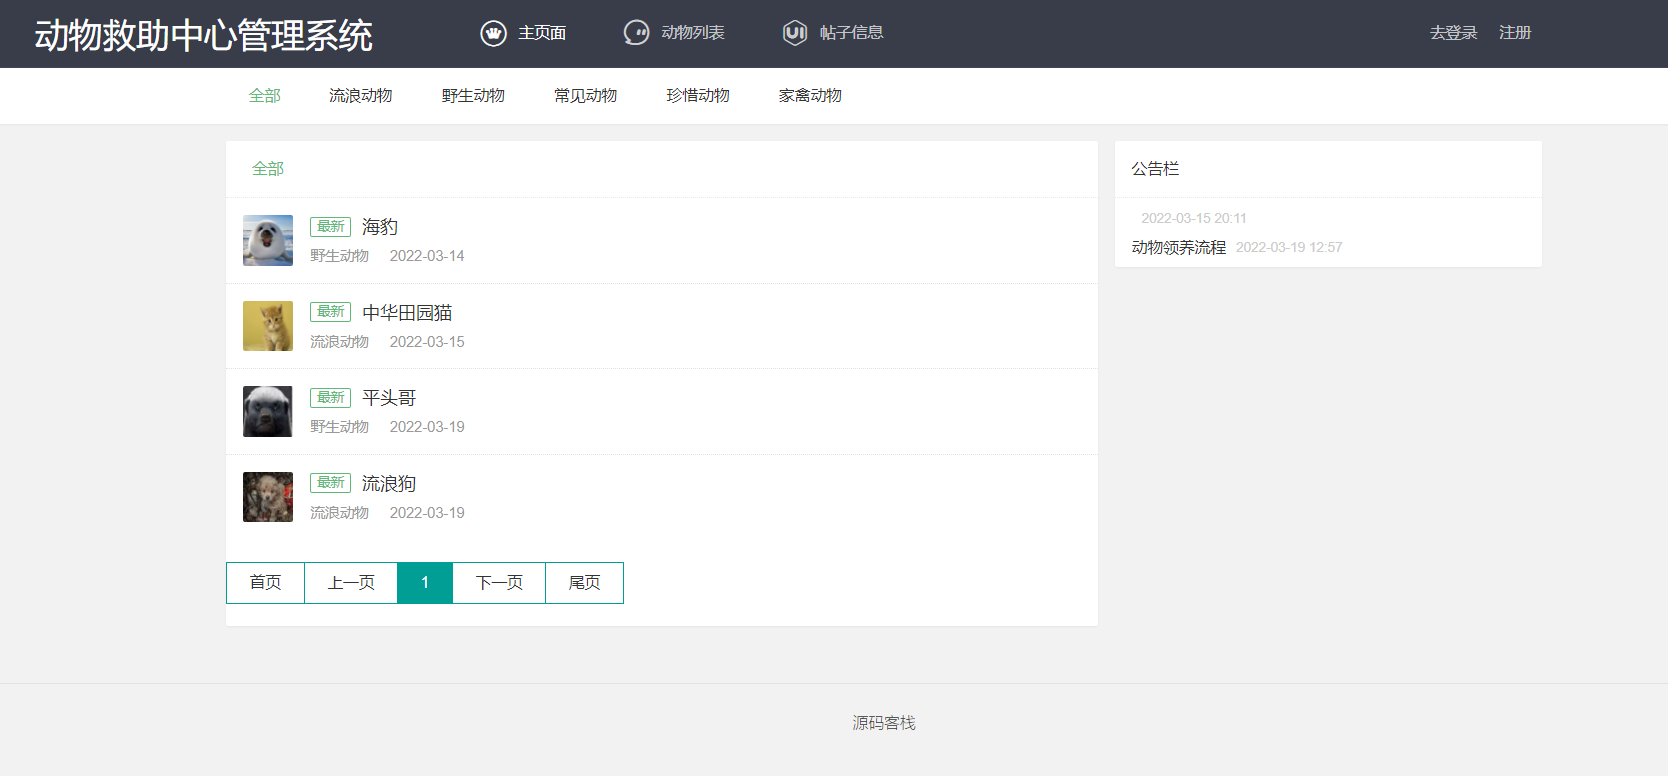 动物救助中心管理系统 主页面 动物列表 帖子信息 去登录 注册
全部 流浪动物 野生动物 常见动物 珍惜动物 家禽动物
全部
最新 海豹
野生动物 2022-03-14
最新 中华田园猫
流浪动物 2022-03-15
最新 平头哥
野生动物 2022-03-19
最新 流浪狗
流浪动物 2022-03-19
首页 上一页 1 下一页 尾页
公告栏
2022-03-15 20:11
动物领养流程 2022-03-19 12:57
源码客栈